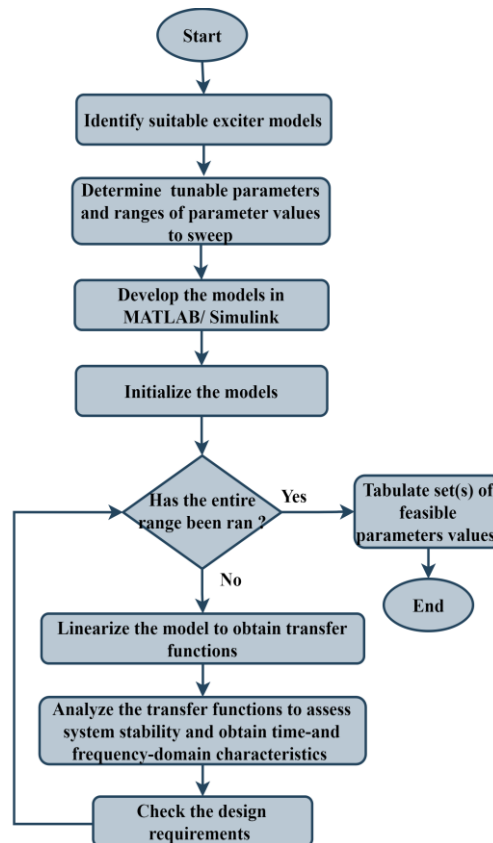 Start
Identify suitable exciter models
Determine tunable parameters
and ranges of parameter values
to sweep
Develop the models in
MATLAB/ Simulink
Initialize the models
Has the entire
range been ran ?
Yes
Tabulate set(s) of
feasible
parameters values
End
No
Linearize the model to obtain transfer
functions
Analyze the transfer functions to assess
system stability and obtain time-and
frequency-domain characteristics
Check the design
requirements